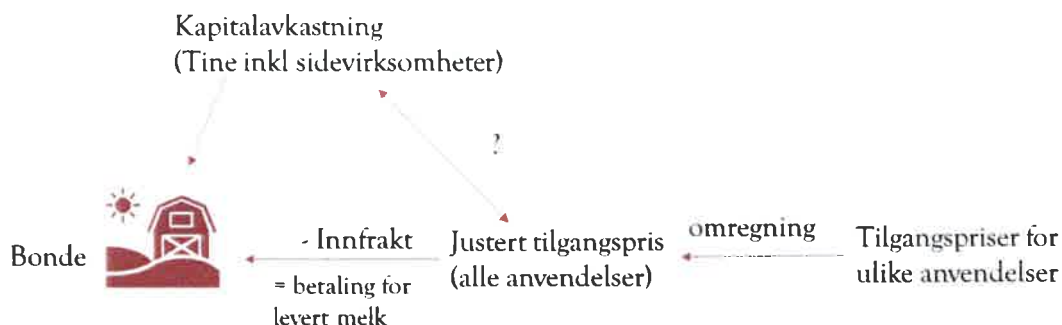 Kapitalavkastning
(Tine inkl sidevirksomheter)
?
Bonde
- Innfrakt
= betaling for
levert melk
Justert tilgangspris
(alle anvendelser)
omregning
Tilgangspriser for
ulike anvendelser